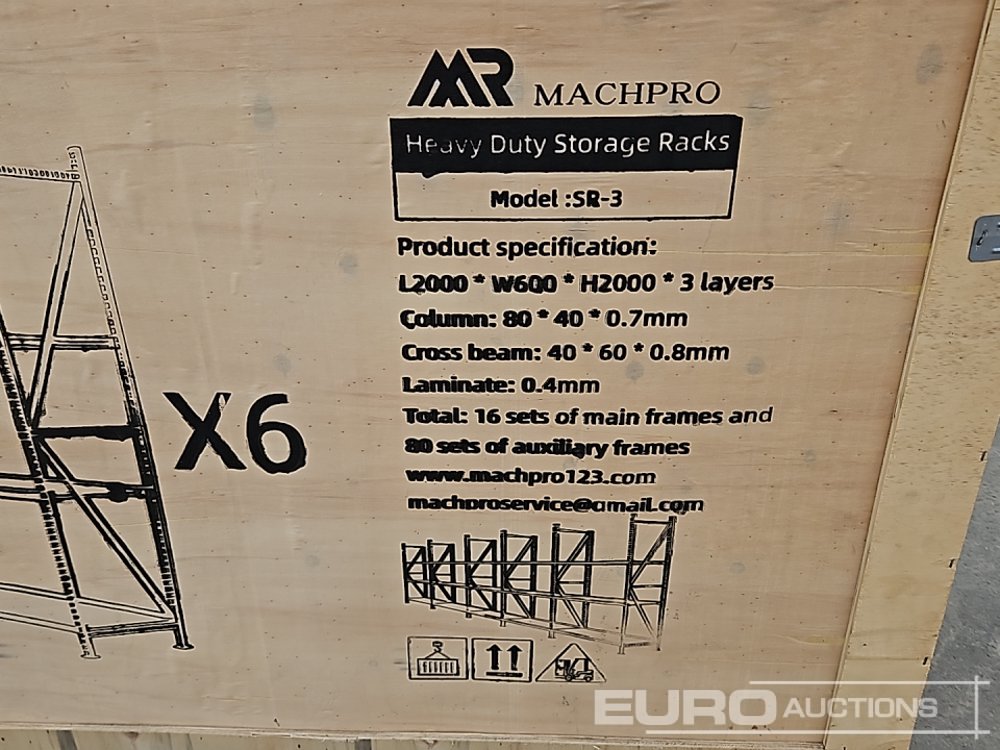 MR MACHPRO
Heavy Duty Storage Racks
Model :SR-3
Product specification:
L2000 * W600 * H2000 * 3 layers
Column: 80 * 40 * 0.7mm
Cross beam: 40 * 60 * 0.8mm
Laminate: 0.4mm
Total: 16 sets of main frames and
80 sets of auxiliary frames
www.machpro123.com
machproservice@gmail.com
X6
EURO AUCTIONS